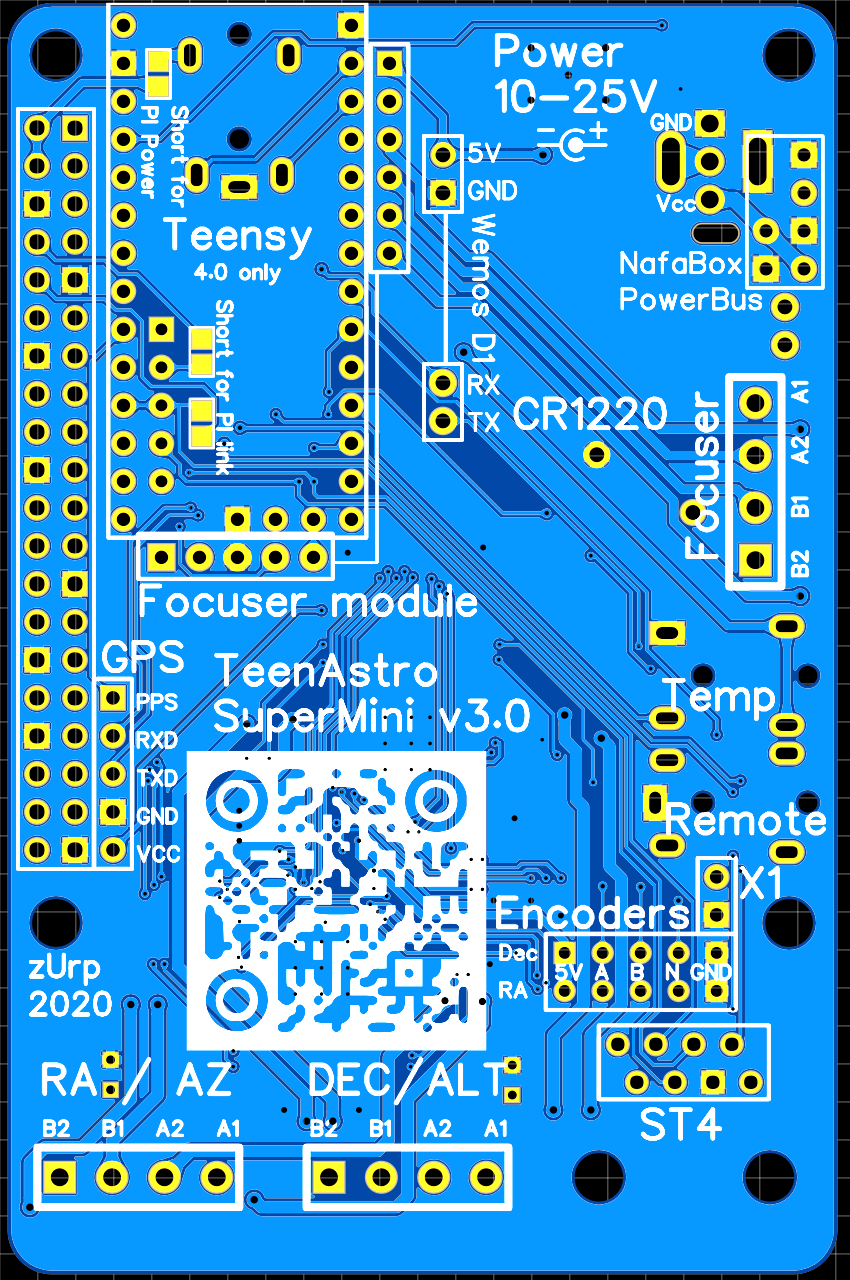 Power
10-25V
GND
Vcc
5V
GND
Short for
PI Power
Teensy
4.0 only
Wemos D1
NafaBox
PowerBus
Short for PI link
RX
TX
CR1220
Focuser
A1
A2
B1
B2
Focuser module
GPS
PPS
RXD
TXD
GND
VCC
TeenAstro
SuperMini v3.0
Temp
Remote
X1
Encoders
Dec
5V A B N GND
RA
zUrp
2020
RA / AZ
B2 B1 A2 A1
DEC/ALT
B2 B1 A2 A1
ST4